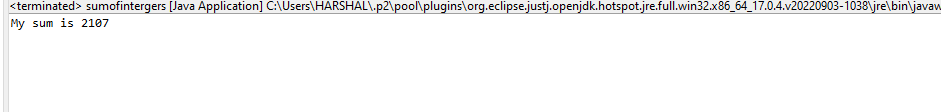 <terminated> sumofintergers [Java Application] C:\Users\HARSHAL\.p2\pool\plugins\org.eclipse.justj.openjdk.hotspot.jre.full.win32.x86_64_17.0.4.v20220903-1038\jre\bin\javaw
My sum is 2107